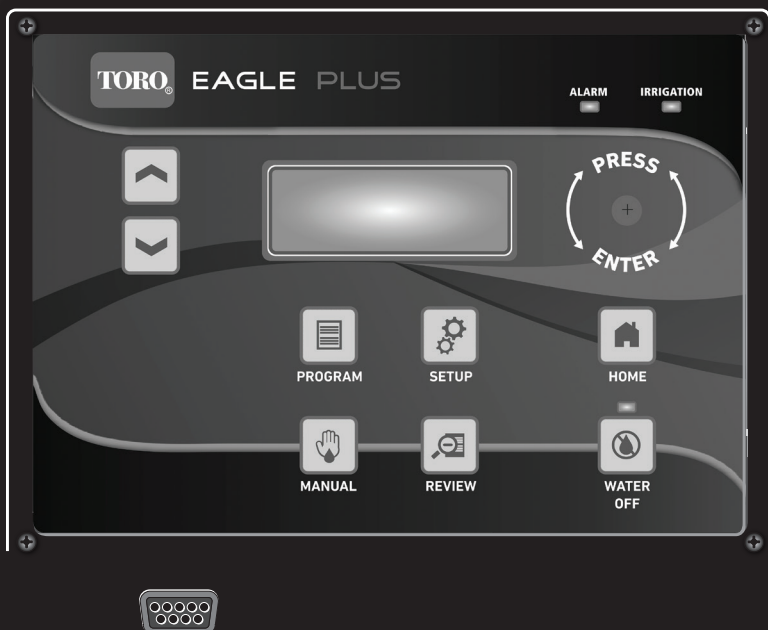 TORO® EAGLE PLUS
ALARM IRRIGATION
PRESS
ENTER
PROGRAM SETUP HOME
MANUAL REVIEW WATER
OFF